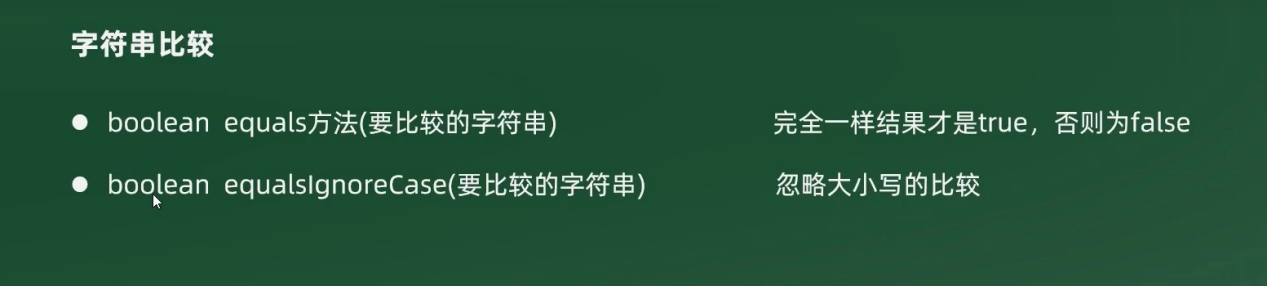 字符串比较
● boolean equals方法(要比较的字符串) 完全一样结果才是true，否则为false
● boolean equalsIgnoreCase(要比较的字符串) 忽略大小写的比较